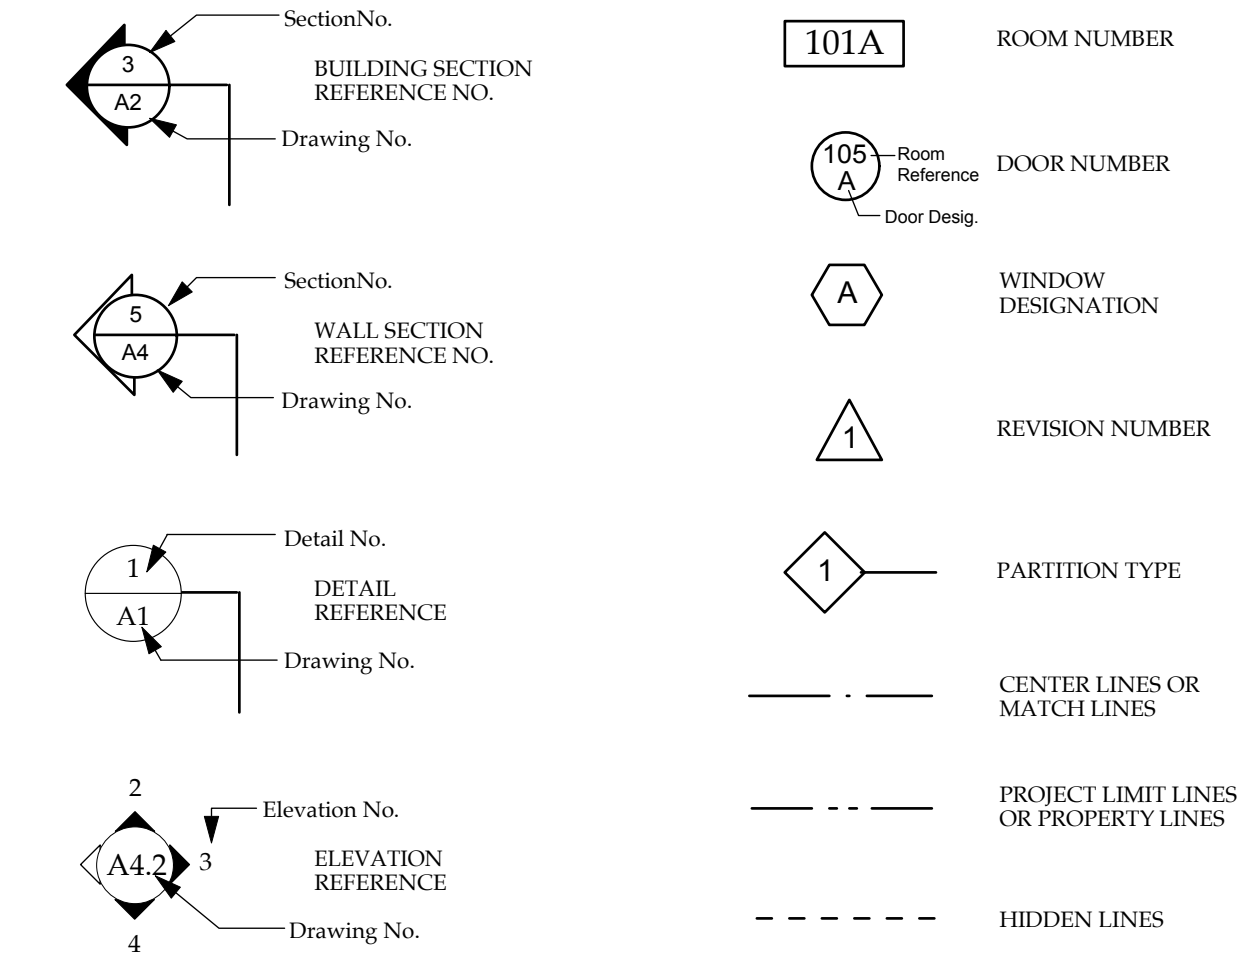 SectionNo.
3
BUILDING SECTION
REFERENCE NO.
A2
Drawing No.
SectionNo.
5
WALL SECTION
REFERENCE NO.
A4
Drawing No.
Detail No.
1
DETAIL
REFERENCE
A1
Drawing No.
2
Elevation No.
A4.2
3
ELEVATION
REFERENCE
Drawing No.
4
101A
ROOM NUMBER
105
A
Room
Reference
Door Desig.
DOOR NUMBER
A
WINDOW
DESIGNATION
1
REVISION NUMBER
1
PARTITION TYPE
CENTER LINES OR
MATCH LINES
PROJECT LIMIT LINES
OR PROPERTY LINES
HIDDEN LINES